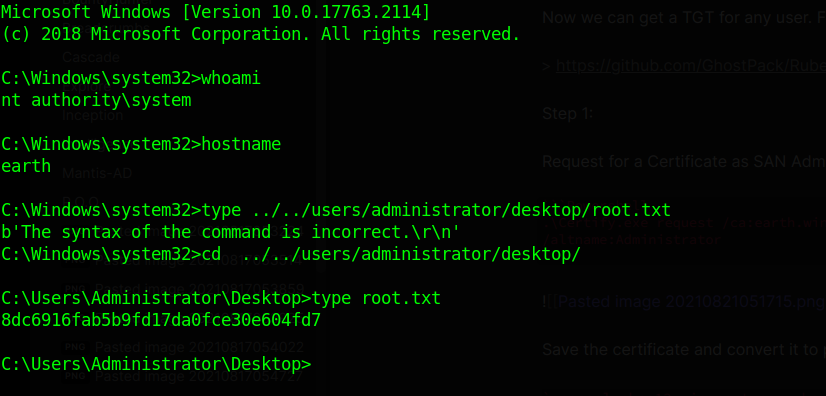 Microsoft Windows [Version 10.0.17763.2114]
(c) 2018 Microsoft Corporation. All rights reserved.
C:\Windows\system32>whoami
nt authority\system
C:\Windows\system32>hostname
earth
C:\Windows\system32>type ../../users/administrator/desktop/root.txt
b'The syntax of the command is incorrect.\r\n'
C:\Windows\system32>cd  ../../users/administrator/desktop/
C:\Users\Administrator\Desktop>type root.txt
8dc6916fab5b9fd17da0fce30e604fd7
C:\Users\Administrator\Desktop>
Cascade
Inception
Mantis-AD
PNG Pasted image 20210817054022
Now we can get a TGT for any user. F
> https://github.com/GhostPack/Rube
Step 1:
Request for a Certificate as SAN Adm
![[Pasted image 20210821051715.png
Save the certificate and convert it to p